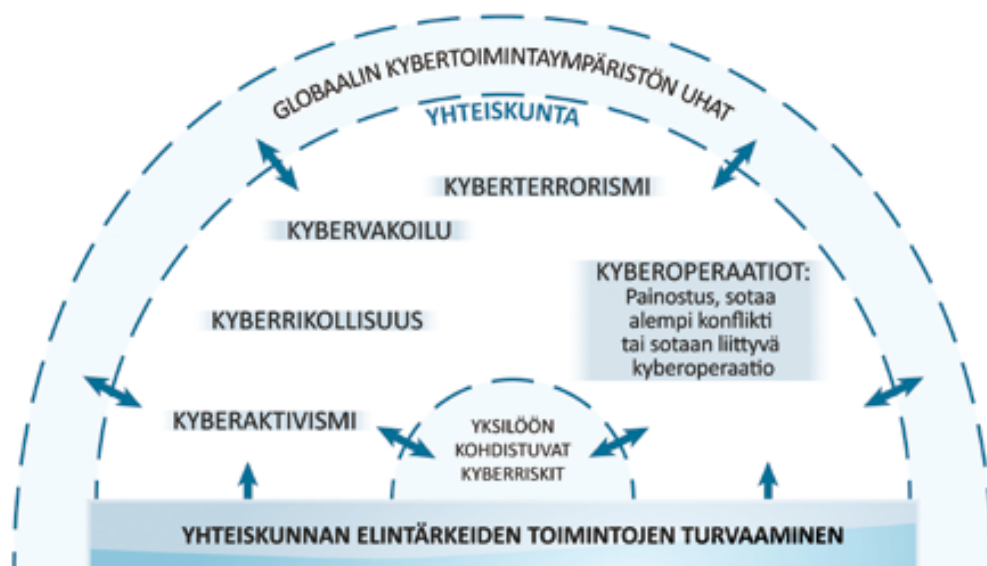 GLOBAALIN KYBERTOIMINTAYMPÄRISTÖN UHAT
YHTEISKUNTA
KYBERTERRORISMI
KYBERVAKOILU
KYBEROPERAATIOT:
Painostus, sotaa
alempi konflikti
tai sotaan liittyvä
kyberoperaatio
KYBERRIKOLLISUUS
KYBERAKTIVISMI
YKSILÖÖN
KOHDISTUVAT
KYBERRISKIT
YHTEISKUNNAN ELINTÄRKEIDEN TOIMINTOJEN TURVAAMINEN